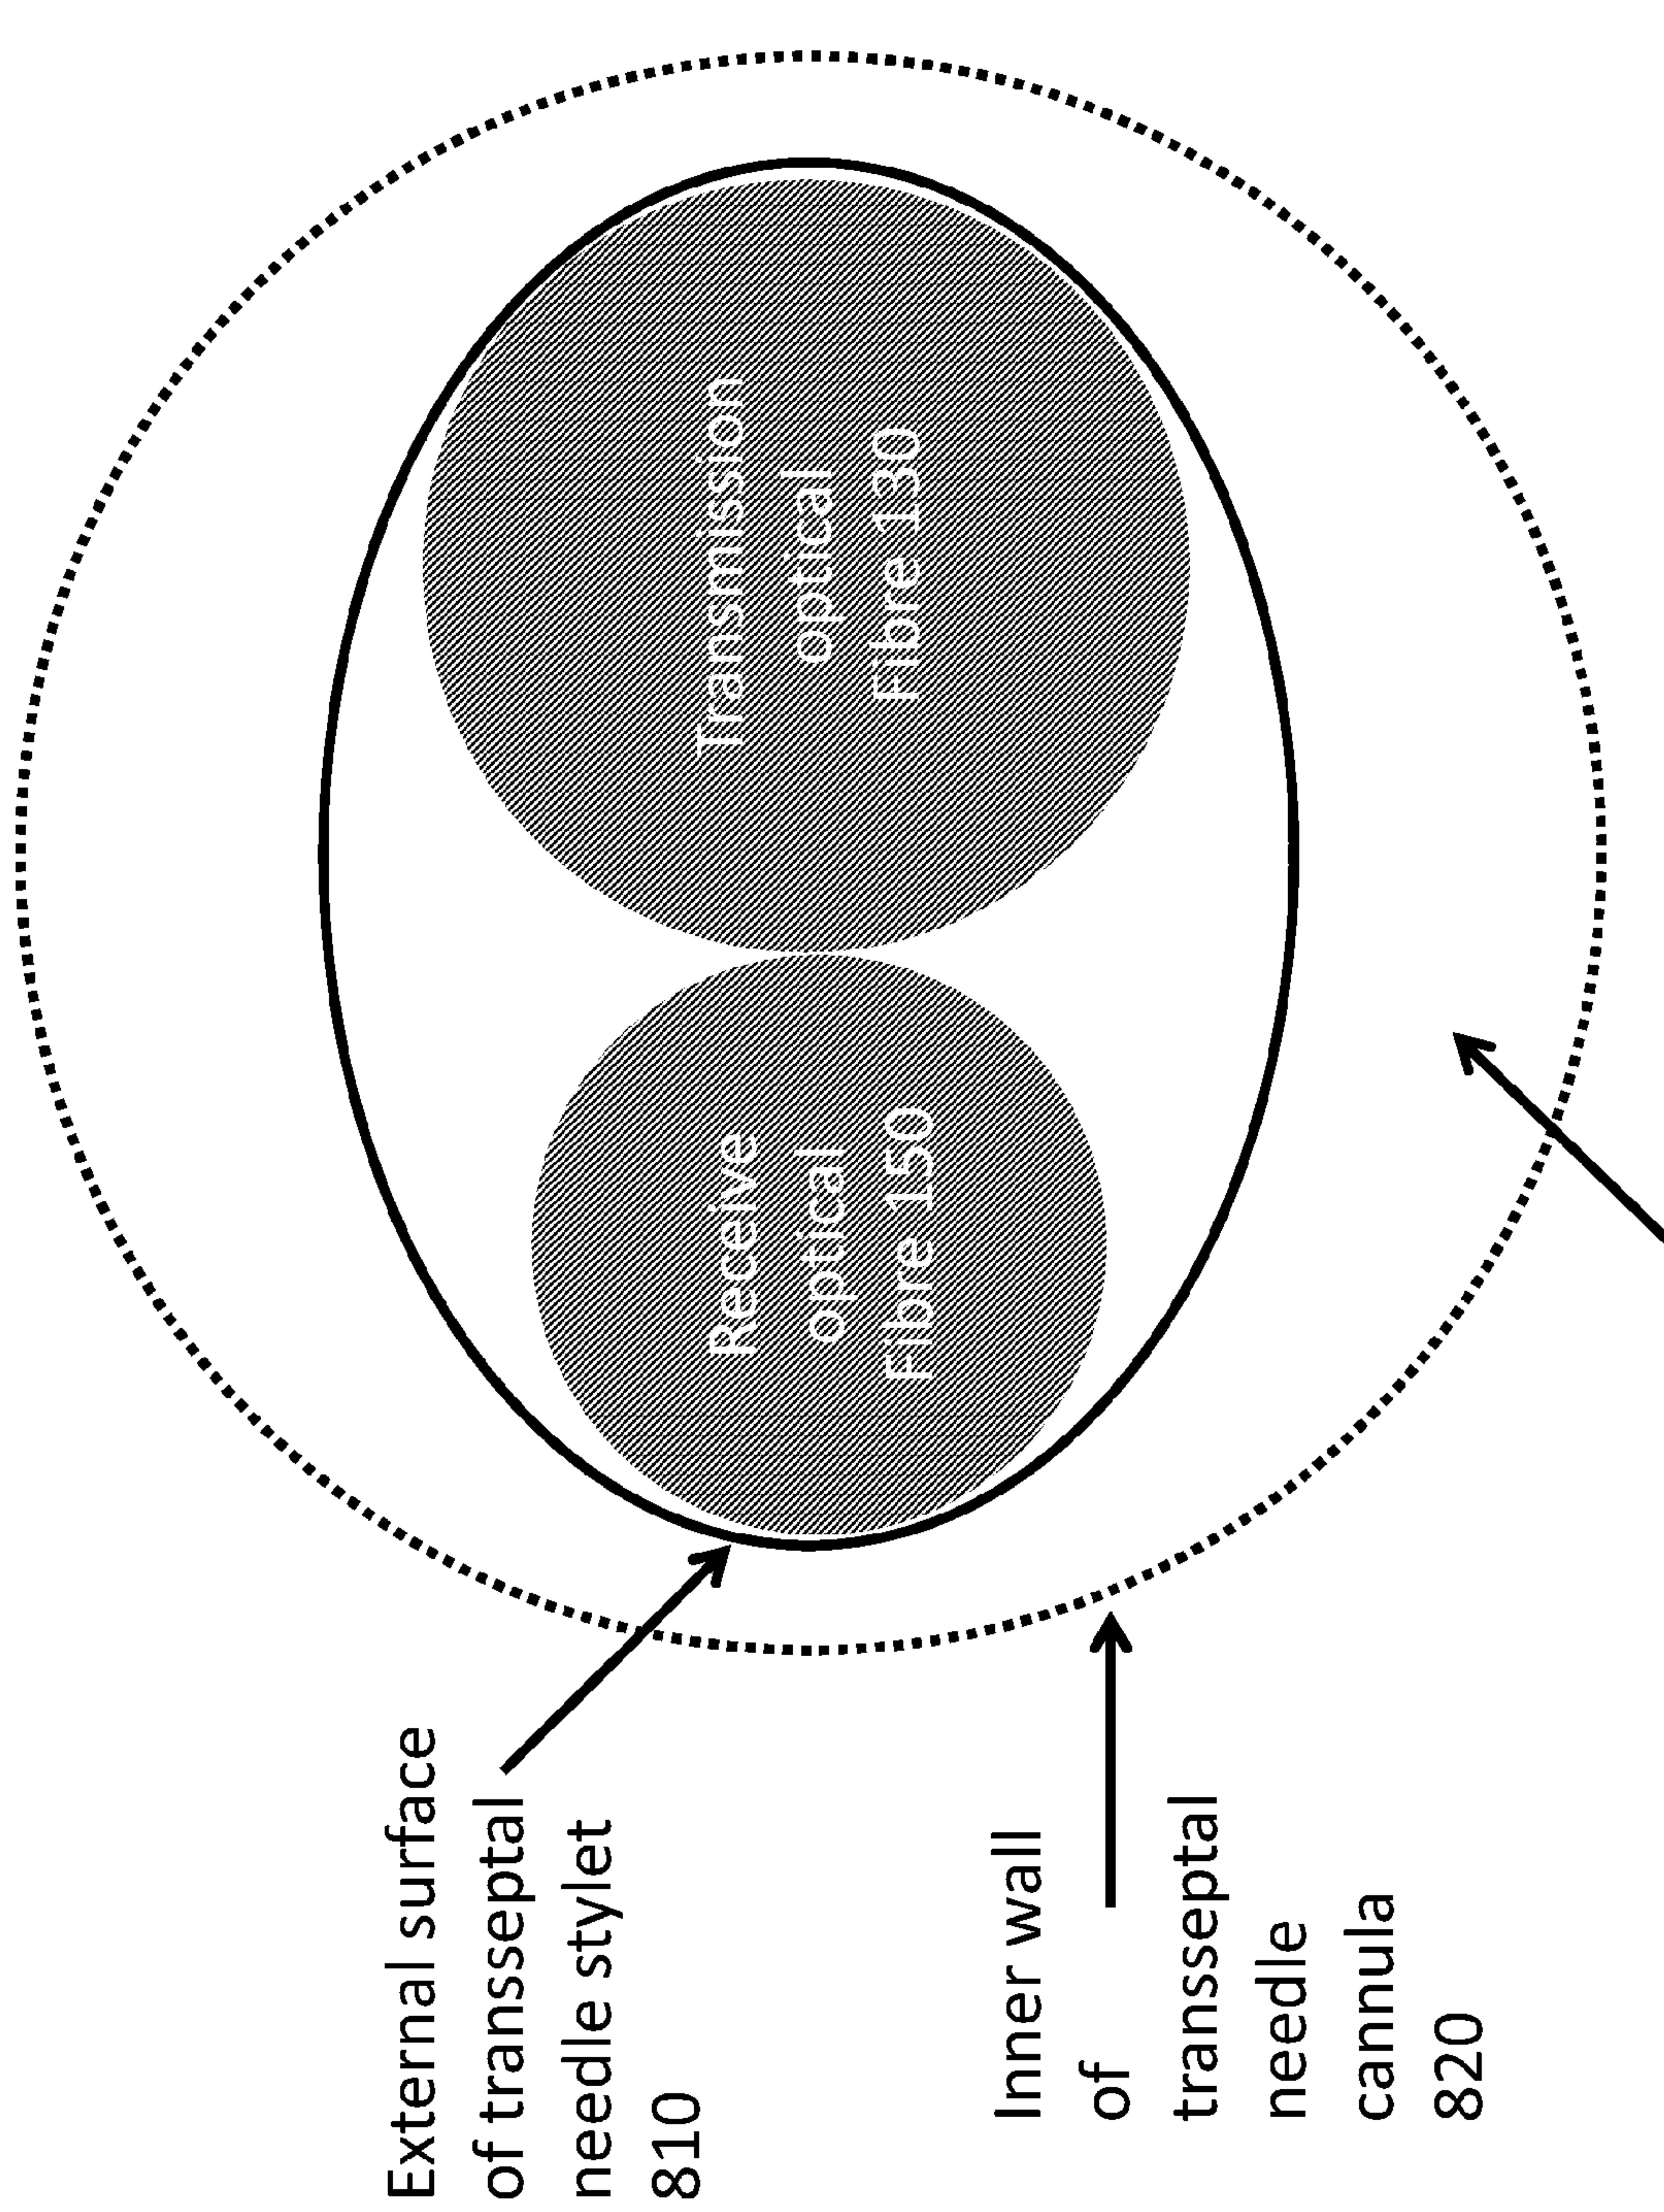 External surface
of transseptal
needle stylet
810
Inner wall
of
transseptal
needle
cannula
820
Receive
optical
Fibre 150
Transmission
optical
Fibre 130